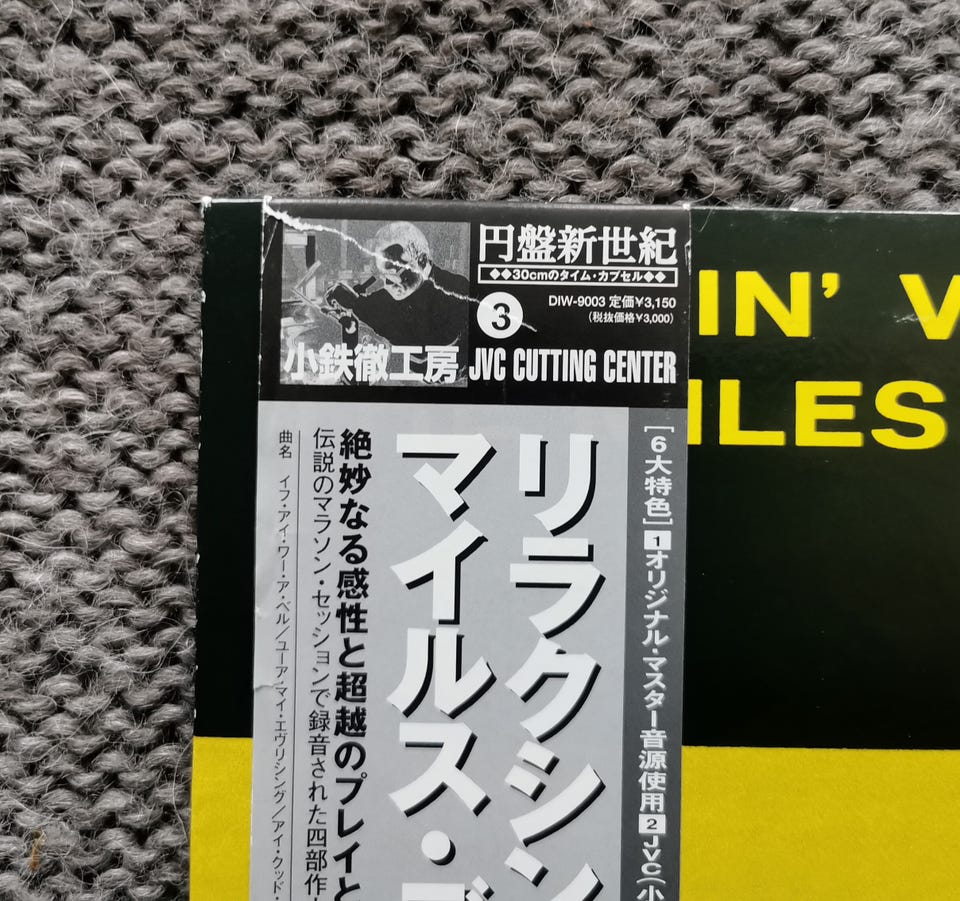 円盤新世紀
◆◆30cmのタイム・カプセル◆◆
3
DIW-9003 定価¥3,150
(税抜価格¥3,000)
小鉄徹工房 JVC CUTTING CENTER
IN' W
ILES
[6大特色] 1 オリジナル・マスター音源使用 2 JVC(小
リラクシン
マイルス・デ
絶妙なる感性と超越のプレイと
伝説のマラソン・セッションで録音された四部作
曲名 イフ・アイ・ワー・ア・ベル/ユーア・マイ・エヴリシング/アイ・クッド・